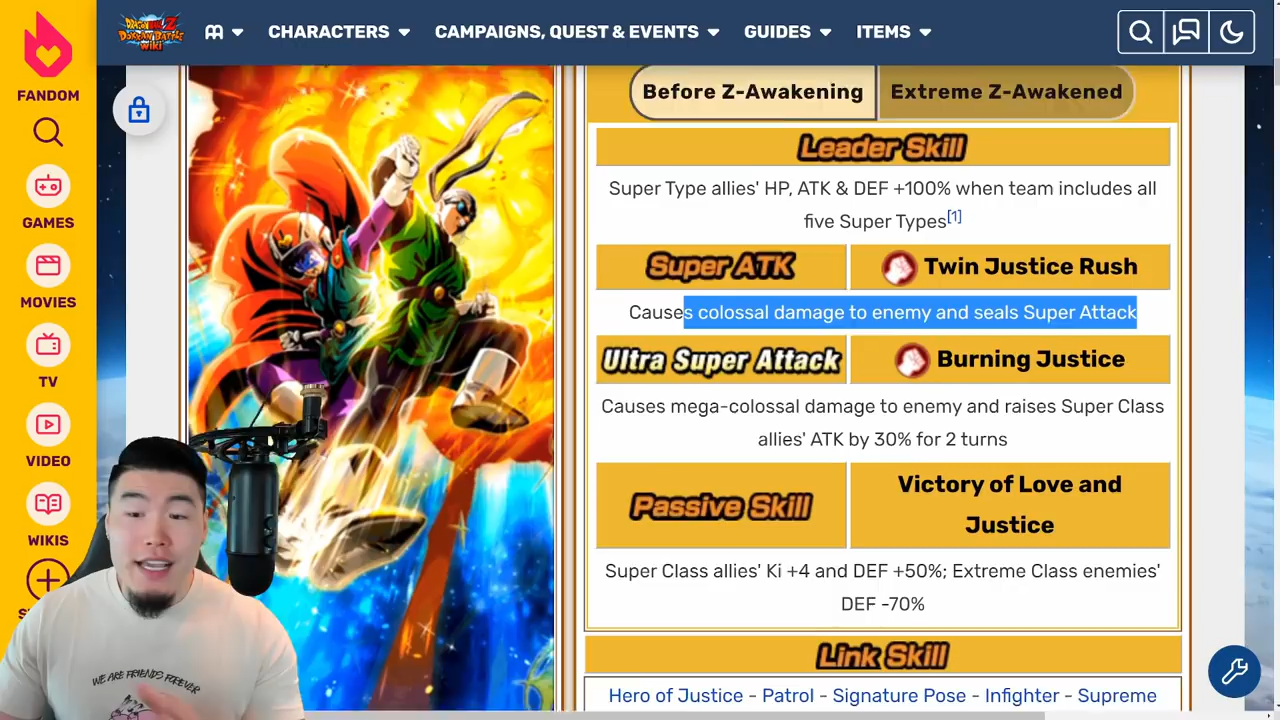 DRAGON BALL Z
DOKKAN BATTLE
WIKI
CHARACTERS
CAMPAIGNS, QUEST & EVENTS
GUIDES
ITEMS
FANDOM
GAMES
MOVIES
TV
VIDEO
WIKIS
Before Z-Awakening
Extreme Z-Awakened
Leader Skill
Super Type allies' HP, ATK & DEF +100% when team includes all
five Super Types[1]
Super ATK
Twin Justice Rush
Causes colossal damage to enemy and seals Super Attack
Ultra Super Attack
Burning Justice
Causes mega-colossal damage to enemy and raises Super Class
allies' ATK by 30% for 2 turns
Passive Skill
Victory of Love and
Justice
Super Class allies' Ki +4 and DEF +50%; Extreme Class enemies'
DEF -70%
Link Skill
Hero of Justice - Patrol - Signature Pose - Infighter - Supreme
WE ARE FRIENDS FOREVER